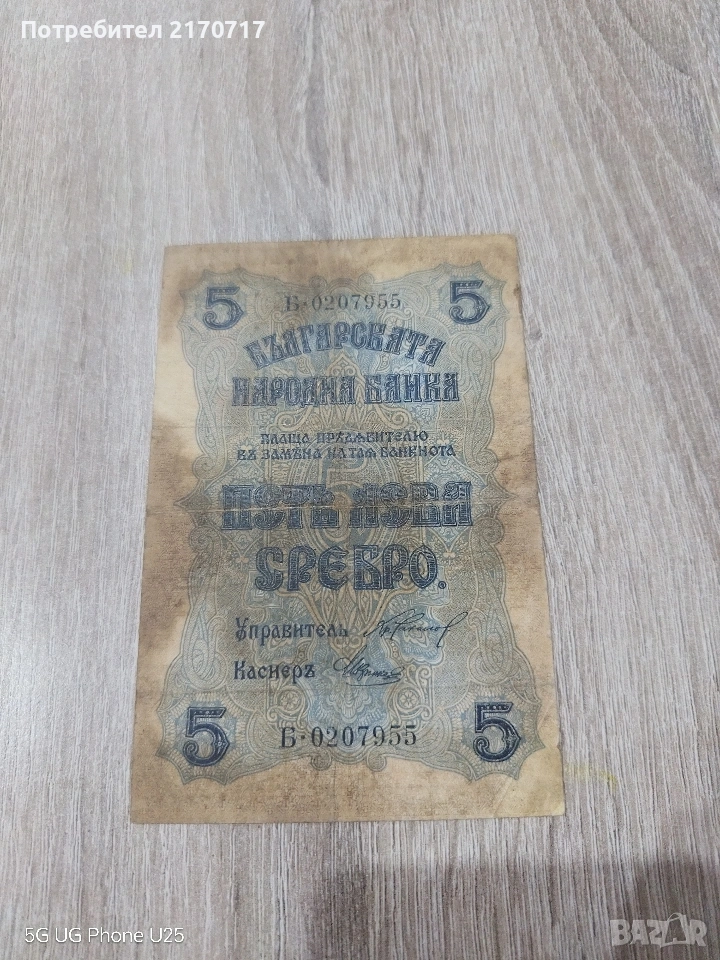 Потребител 2170717
5 Б·0207955 5
БЪЛГАРСКАТА
НАРОДНА БАНКА
ПЛАЩА ПРѢДѦВИТЕЛЮ
ВЪ ЗАМѢНА НА ТАЯ БАНКНОТА
ПЕТЬ ЛЕВА
СРЕБРО.
Управитель
Касиеръ
5 Б·0207955 5
5G UG Phone U25
BAZAR